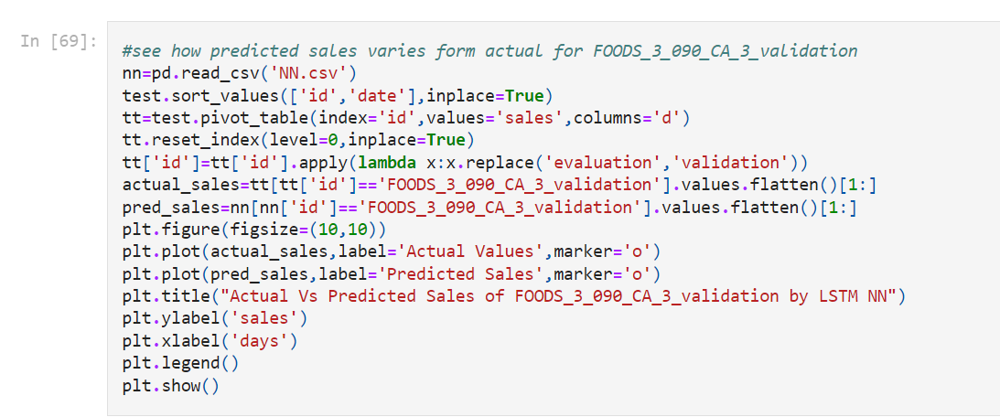 In [69]:
#see how predicted sales varies form actual for FOODS_3_090_CA_3_validation
nn=pd.read_csv('NN.csv')
test.sort_values(['id','date'],inplace=True)
tt=test.pivot_table(index='id',values='sales',columns='d')
tt.reset_index(level=0,inplace=True)
tt['id']=tt['id'].apply(lambda x:x.replace('evaluation','validation'))
actual_sales=tt[tt['id']=='FOODS_3_090_CA_3_validation'].values.flatten()[1:]
pred_sales=nn[nn['id']=='FOODS_3_090_CA_3_validation'].values.flatten()[1:]
plt.figure(figsize=(10,10))
plt.plot(actual_sales,label='Actual Values',marker='o')
plt.plot(pred_sales,label='Predicted Sales',marker='o')
plt.title("Actual Vs Predicted Sales of FOODS_3_090_CA_3_validation by LSTM NN")
plt.ylabel('sales')
plt.xlabel('days')
plt.legend()
plt.show()